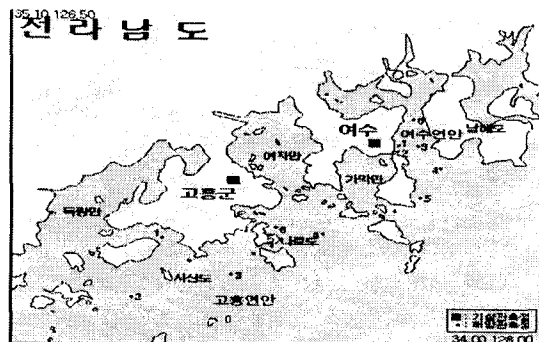 35.10 126.50
전라남도
여수
여수연안
남해도
여자만
가막만
고흥군
득량만
나로도
시산도
고흥연안
34.00 128.00